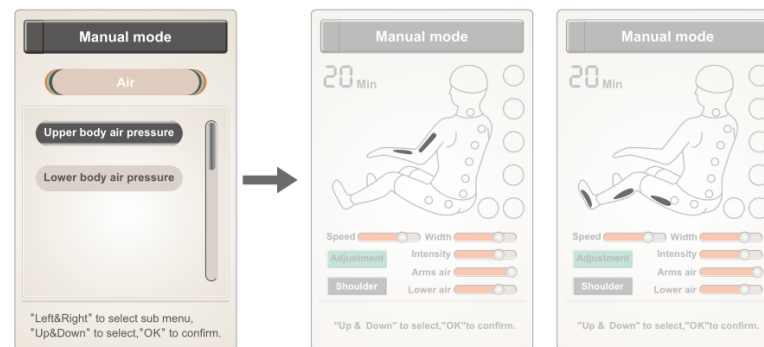 Manual mode
Air
Upper body air pressure
Lower body air pressure
"Left&Right" to select sub menu,
"Up&Down" to select,"OK" to confirm.
Manual mode
20 Min
Speed
Width
Adjustment
Intensity
Arms air
Shoulder
Lower air
"Up & Down" to select,"OK"to confirm.
Manual mode
20 Min
Speed
Width
Adjustment
Intensity
Arms air
Shoulder
Lower air
"Up & Down" to select,"OK"to confirm.